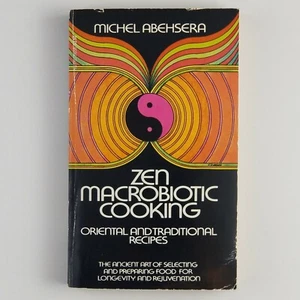 MICHEL ABEHSERA
ZEN
MACROBIOTIC
COOKING
ORIENTAL AND TRADITIONAL
RECIPES
THE ANCIENT ART OF SELECTING
AND PREPARING FOOD FOR
LONGEVITY AND REJUVENATION